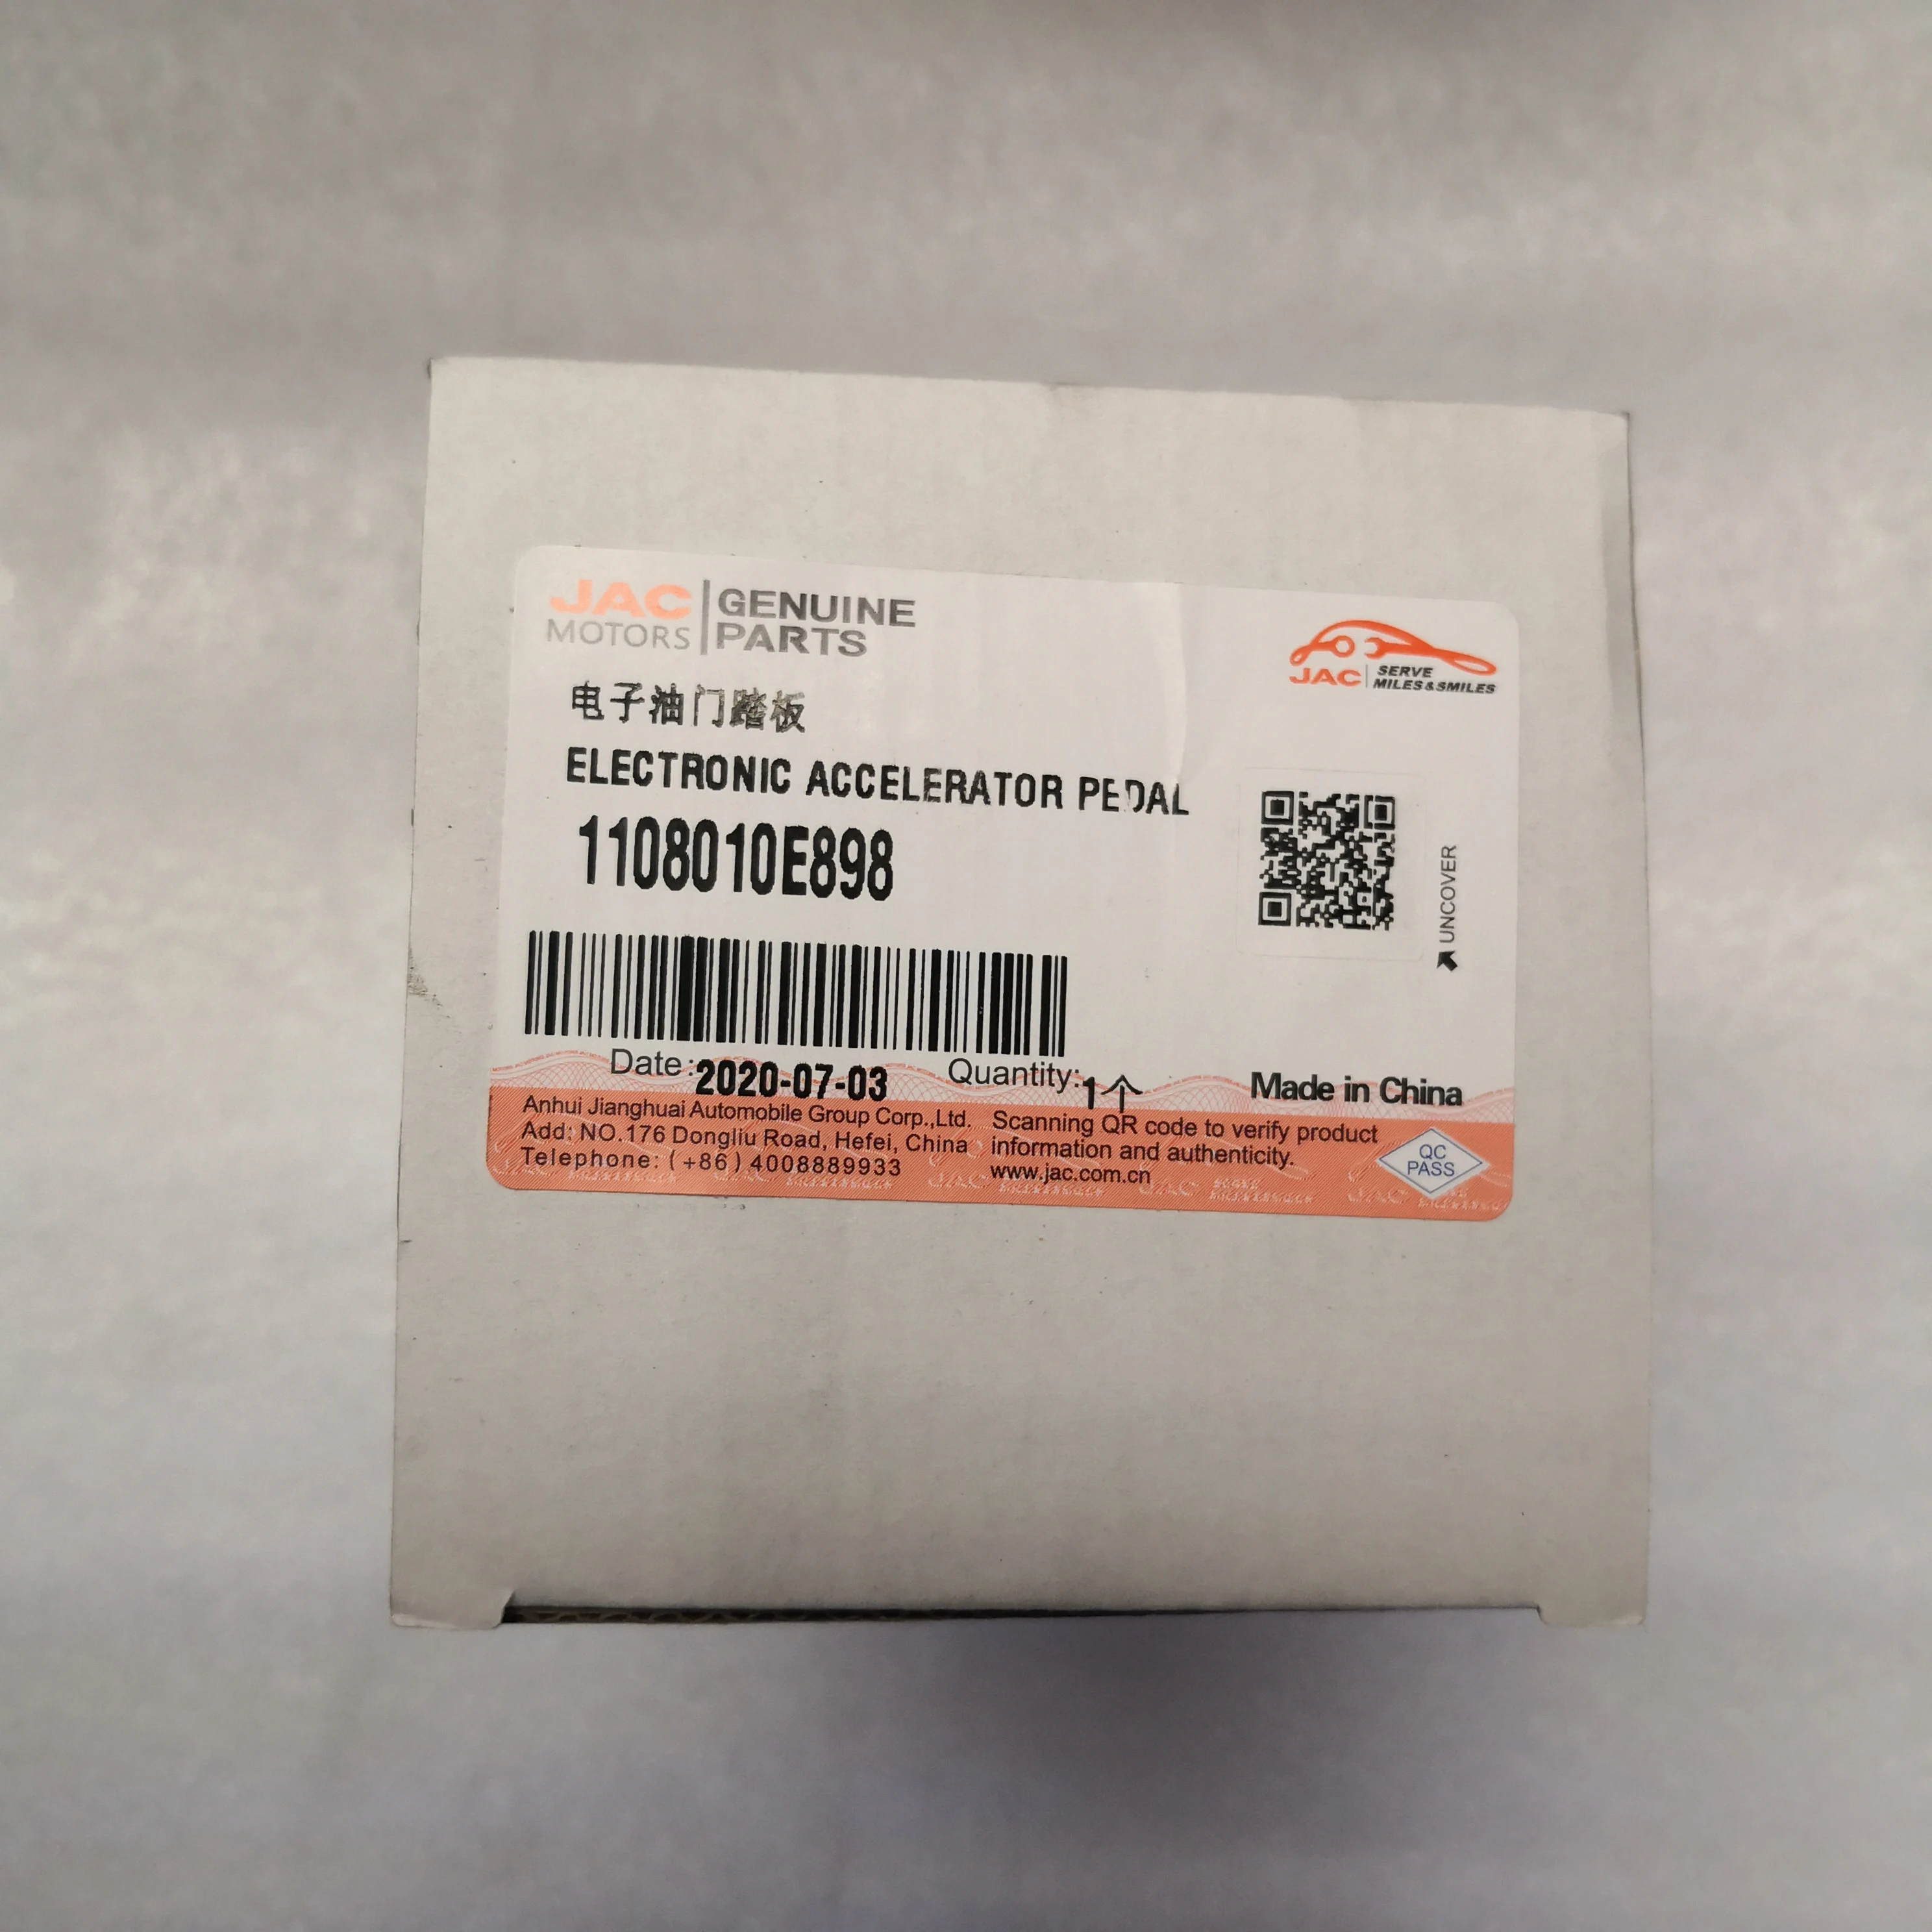 JAC MOTORS
GENUINE PARTS
JAC SERVE MILES&SMILES
电子油门踏板
ELECTRONIC ACCELERATOR PEDAL
1108010E898
UNCOVER
Date:2020-07-03
Quantity:1个
Made in China
Anhui Jianghuai Automobile Group Corp.,Ltd.
Add: NO.176 Dongliu Road, Hefei, China
Telephone: (+86) 4008889933
Scanning QR code to verify product
information and authenticity.
www.jac.com.cn
QC
PASS